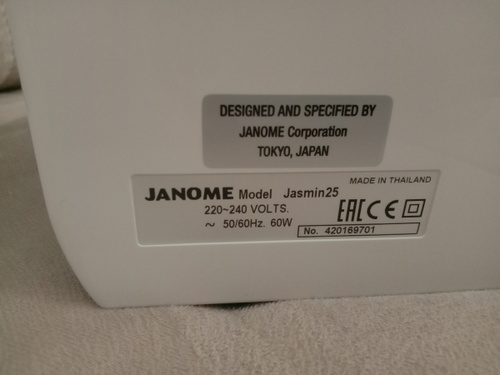 DESIGNED AND SPECIFIED BY
JANOME Corporation
TOKYO, JAPAN
MADE IN THAILAND
JANOME Model Jasmin25
220~240 VOLTS.
~ 50/60Hz. 60W
EAC CE
No. 420169701